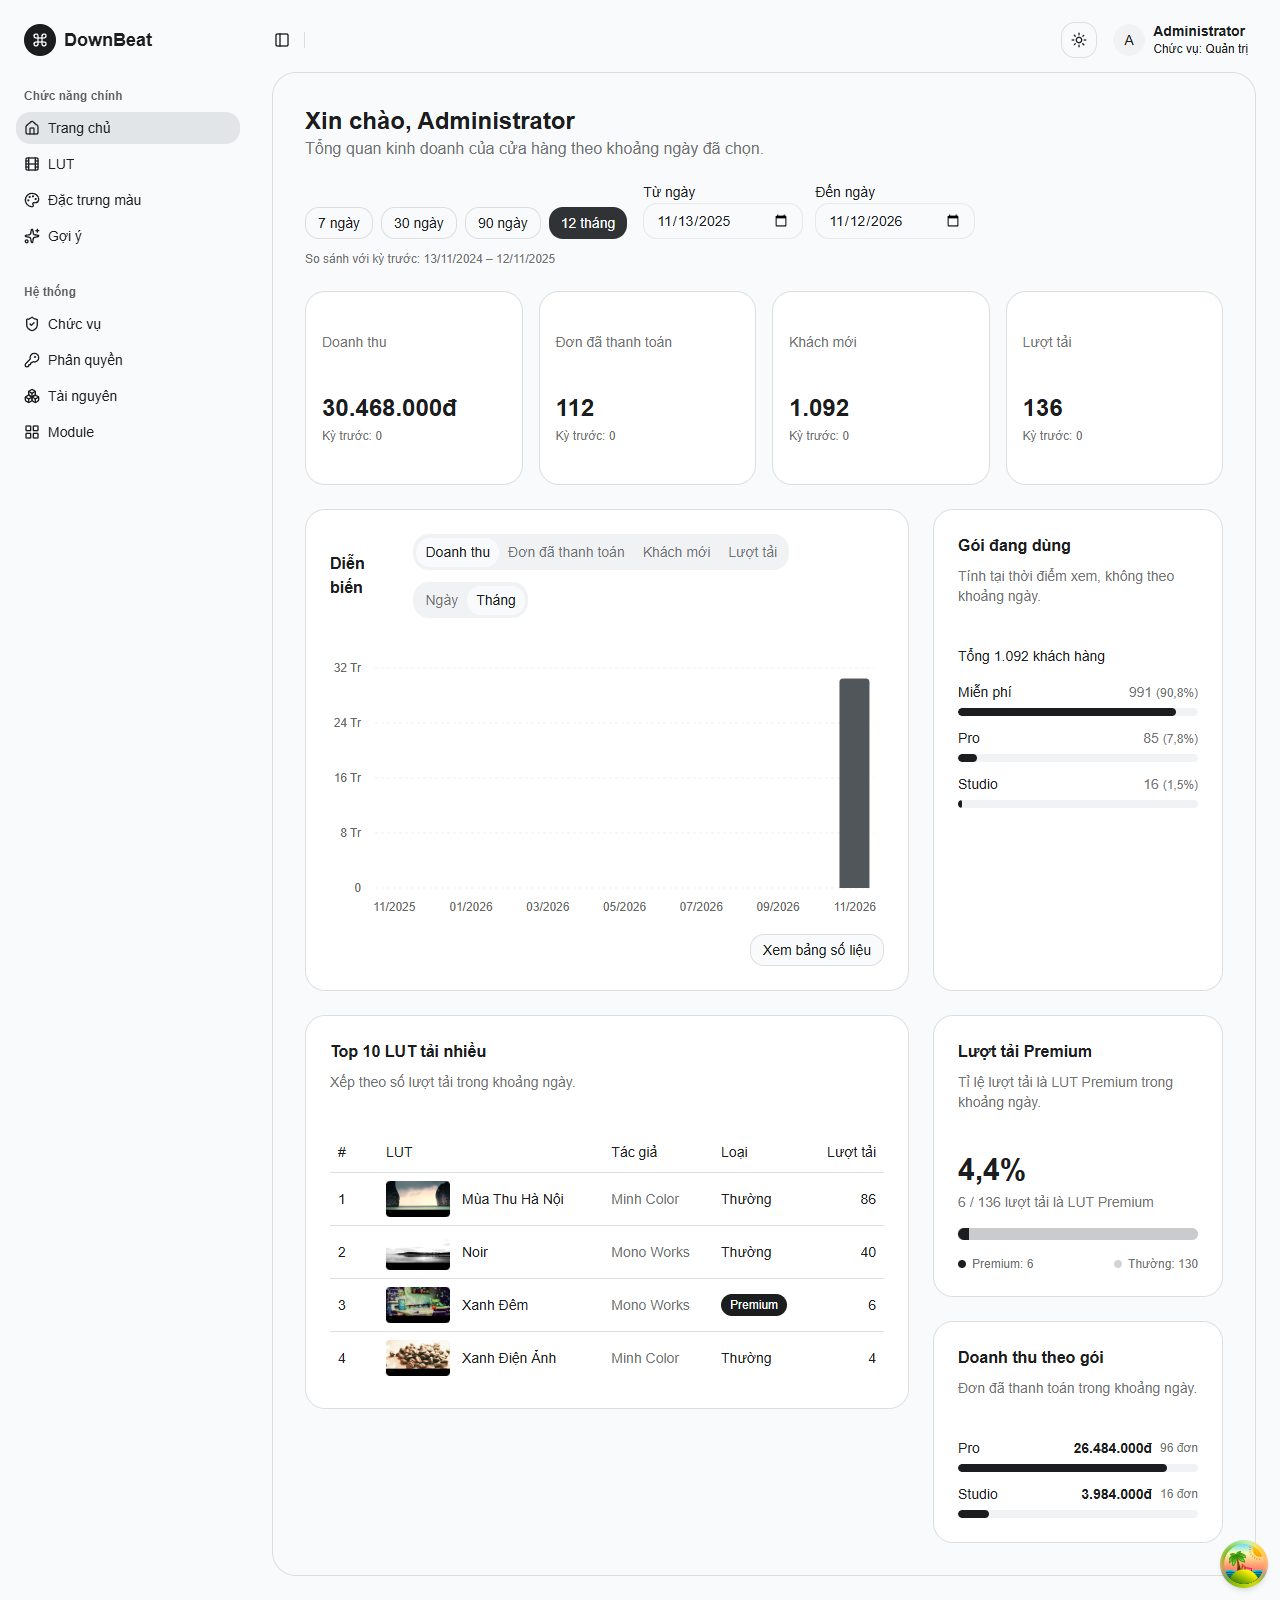 DownBeat
Administrator
A
Chức vụ: Quản trị
Chức năng chính
Trang chủ
LUT
Đặc trưng màu
Gợi ý
Hệ thống
Chức vụ
Phân quyền
Tài nguyên
Module
Xin chào, Administrator
Tổng quan kinh doanh của cửa hàng theo khoảng ngày đã chọn.
Từ ngày
Đến ngày
7 ngày
30 ngày
90 ngày
12 tháng
11/13/2025
11/12/2026
So sánh với kỳ trước: 13/11/2024 – 12/11/2025
Doanh thu
30.468.000đ
Kỳ trước: 0
Đơn đã thanh toán
112
Kỳ trước: 0
Khách mới
1.092
Kỳ trước: 0
Lượt tải
136
Kỳ trước: 0
Diễn biến
Doanh thu
Đơn đã thanh toán
Khách mới
Lượt tải
Ngày
Tháng
32 Tr
24 Tr
16 Tr
8 Tr
0
11/2025
01/2026
03/2026
05/2026
07/2026
09/2026
11/2026
Xem bảng số liệu
Gói đang dùng
Tính tại thời điểm xem, không theo
khoảng ngày.
Tổng 1.092 khách hàng
Miễn phí 991 (90,8%)
Pro 85 (7,8%)
Studio 16 (1,5%)
Top 10 LUT tải nhiều
Xếp theo số lượt tải trong khoảng ngày.
# LUT Tác giả Loại Lượt tải
1 Mùa Thu Hà Nội Minh Color Thường 86
2 Noir Mono Works Thường 40
3 Xanh Đêm Mono Works Premium 6
4 Xanh Điện Ảnh Minh Color Thường 4
Lượt tải Premium
Tỉ lệ lượt tải là LUT Premium trong
khoảng ngày.
4,4%
6 / 136 lượt tải là LUT Premium
Premium: 6
Thường: 130
Doanh thu theo gói
Đơn đã thanh toán trong khoảng ngày.
Pro 26.484.000đ 96 đơn
Studio 3.984.000đ 16 đơn